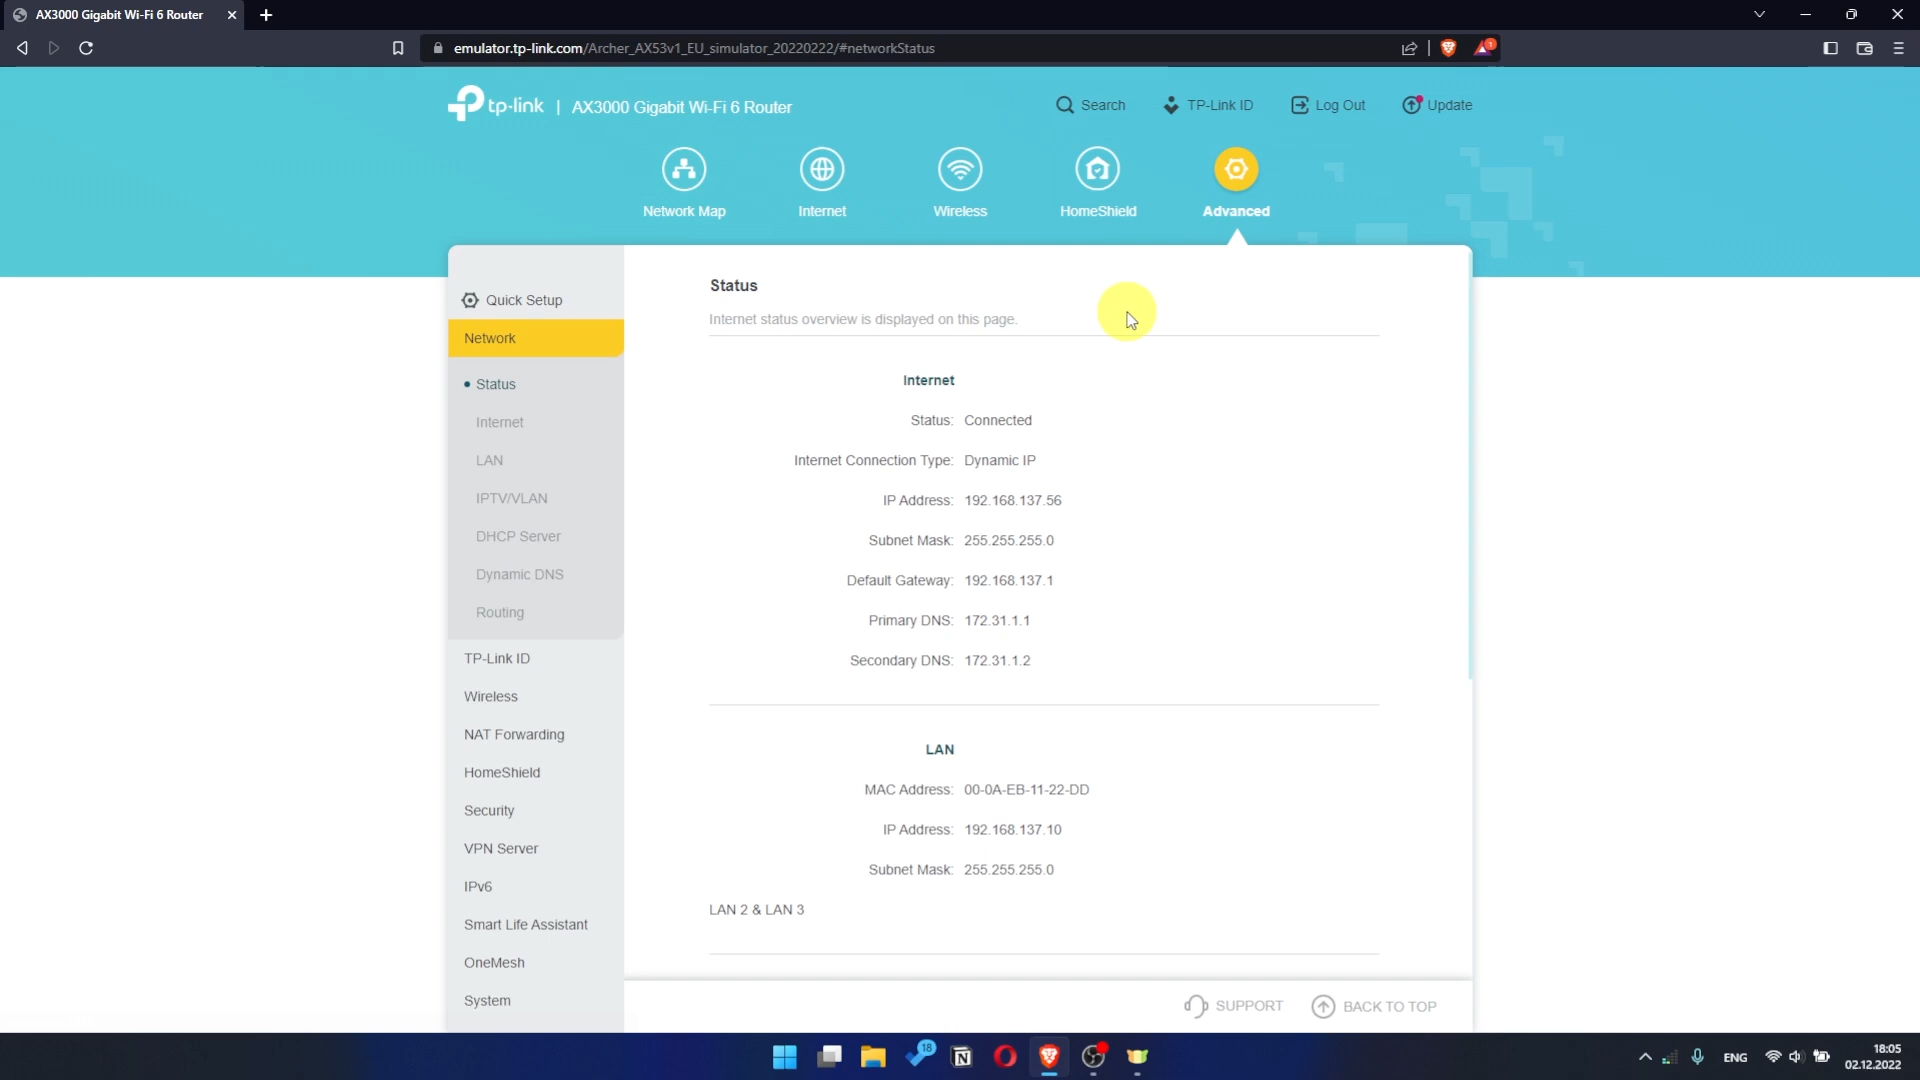 AX3000 Gigabit Wi-Fi 6 Router
emulator.tp-link.com/Archer_AX53v1_EU_simulator_20220222/#networkStatus
1
tp-link | AX3000 Gigabit Wi-Fi 6 Router
Search
TP-Link ID
Log Out
Update
Network Map
Internet
Wireless
HomeShield
Advanced
Quick Setup
Network
Status
Internet
LAN
IPTV/VLAN
DHCP Server
Dynamic DNS
Routing
TP-Link ID
Wireless
NAT Forwarding
HomeShield
Security
VPN Server
IPv6
Smart Life Assistant
OneMesh
System
Status
Internet status overview is displayed on this page.
Internet
Status: Connected
Internet Connection Type: Dynamic IP
IP Address: 192.168.137.56
Subnet Mask: 255.255.255.0
Default Gateway: 192.168.137.1
Primary DNS: 172.31.1.1
Secondary DNS: 172.31.1.2
LAN
MAC Address: 00-0A-EB-11-22-DD
IP Address: 192.168.137.10
Subnet Mask: 255.255.255.0
LAN 2 & LAN 3
SUPPORT
BACK TO TOP
18
ENG
18:05
02.12.2022